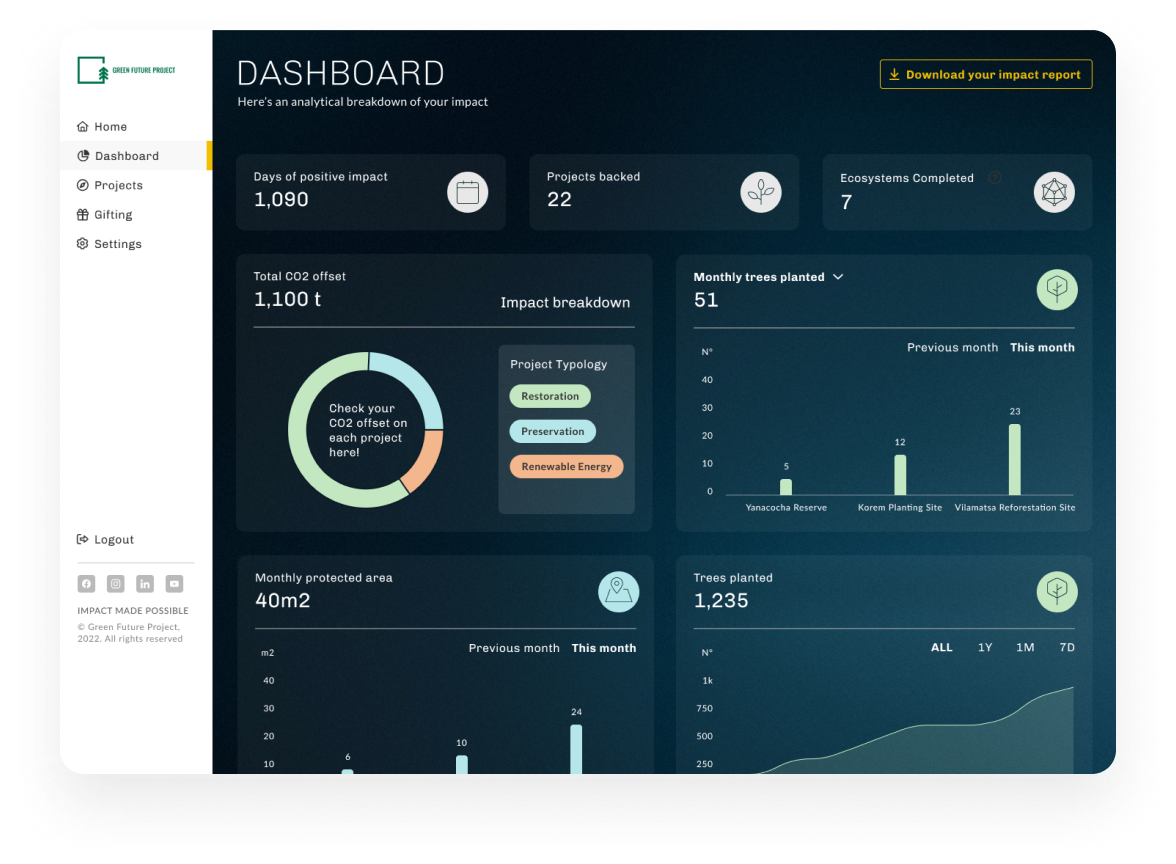 GREEN FUTURE PROJECT
Home
Dashboard
Projects
Gifting
Settings
Logout
IMPACT MADE POSSIBLE
© Green Future Project,
2022. All rights reserved
DASHBOARD
Here's an analytical breakdown of your impact
Download your impact report
Days of positive impact
1,090
Projects backed
22
Ecosystems Completed ?
7
Total CO2 offset
1,100 t
Impact breakdown
Check your
CO2 offset on
each project
here!
Project Typology
Restoration
Preservation
Renewable Energy
Monthly trees planted
51
Previous month This month
N°
40
30
20
10
0
5
12
23
Yanacocha Reserve
Korem Planting Site
Vilamatsa Reforestation Site
Monthly protected area
40m2
Previous month This month
m2
40
30
20
10
6
10
24
Trees planted
1,235
ALL 1Y 1M 7D
N°
1k
750
500
250